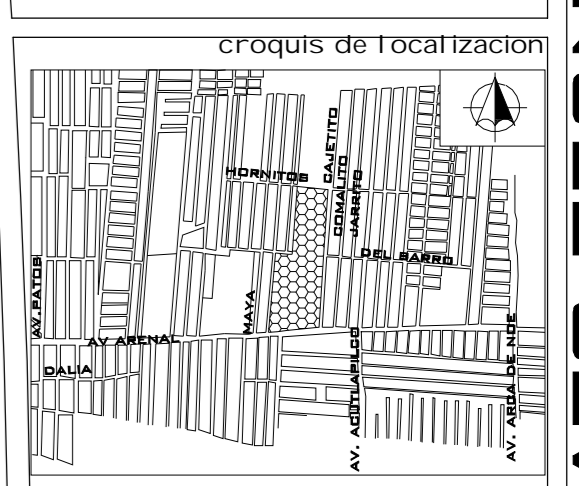 croquis de localizacion
HORNITOS
CAJETITO
COMALITO
JARRITO
DEL BARRO
AV.PATOS
MAYA
AV ARENAL
DALIA
AV. ACUTLAPILCO
AV. ARCA DE NOE